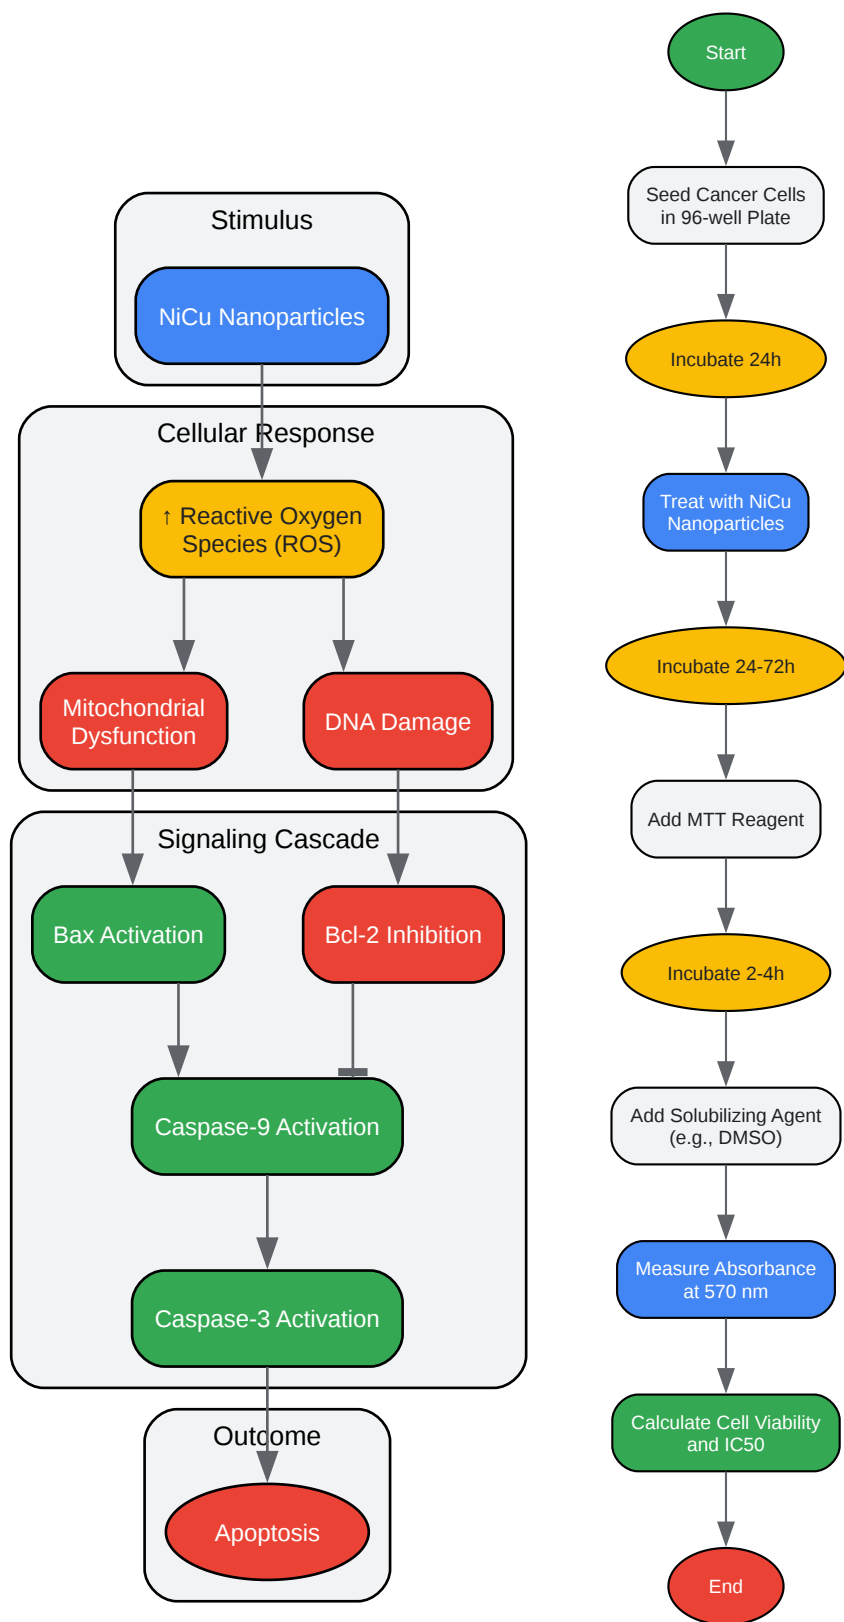 Stimulus
NiCu Nanoparticles
Cellular Response
↑ Reactive Oxygen
Species (ROS)
Mitochondrial
Dysfunction
DNA Damage
Signaling Cascade
Bax Activation
Bcl-2 Inhibition
Caspase-9 Activation
Caspase-3 Activation
Outcome
Apoptosis
Start
Seed Cancer Cells
in 96-well Plate
Incubate 24h
Treat with NiCu
Nanoparticles
Incubate 24-72h
Add MTT Reagent
Incubate 2-4h
Add Solubilizing Agent
(e.g., DMSO)
Measure Absorbance
at 570 nm
Calculate Cell Viability
and IC50
End